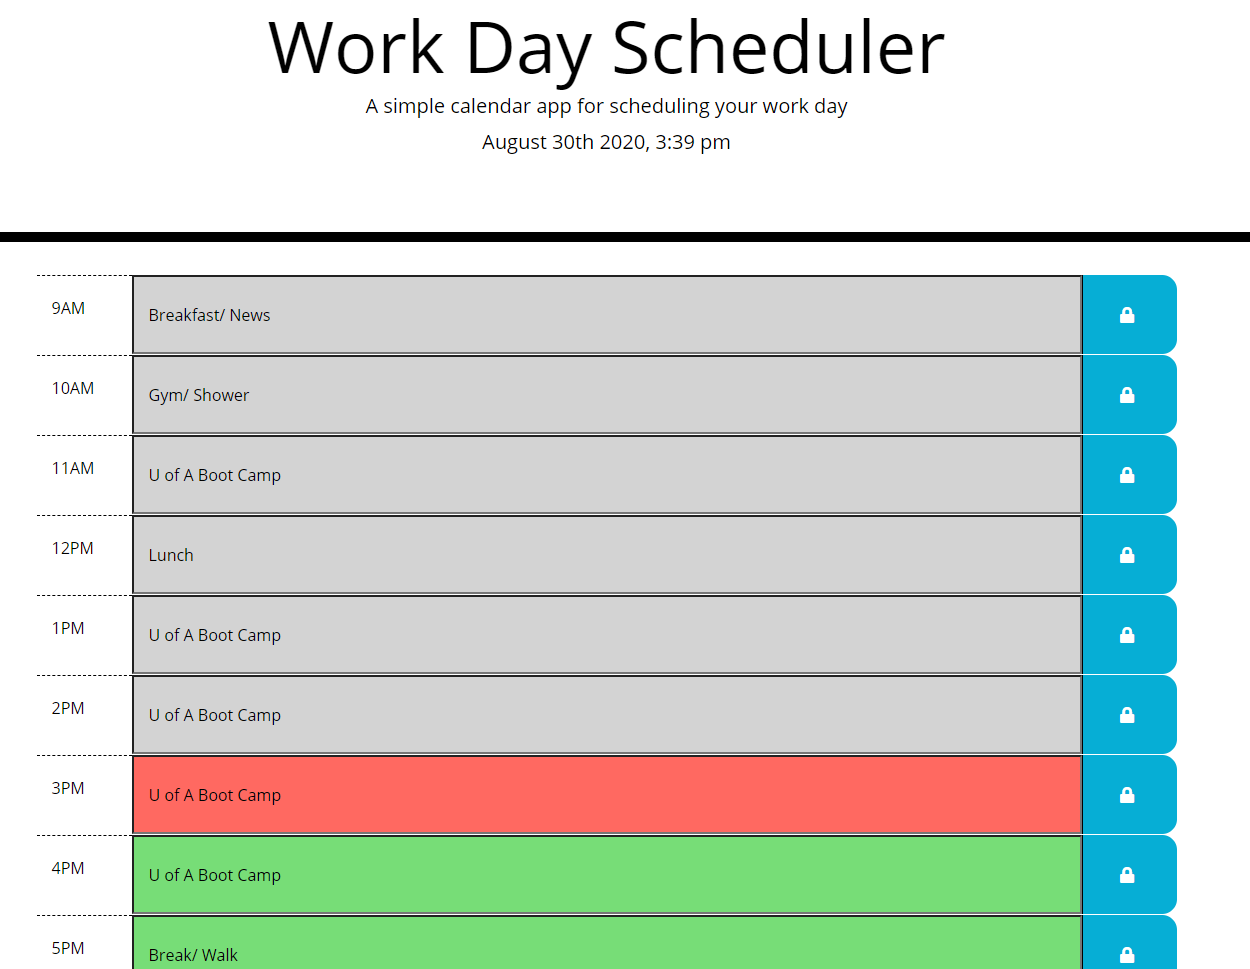 Work Day Scheduler
A simple calendar app for scheduling your work day
August 30th 2020, 3:39 pm
9AM Breakfast/ News
10AM Gym/ Shower
11AM U of A Boot Camp
12PM Lunch
1PM U of A Boot Camp
2PM U of A Boot Camp
3PM U of A Boot Camp
4PM U of A Boot Camp
5PM Break/ Walk